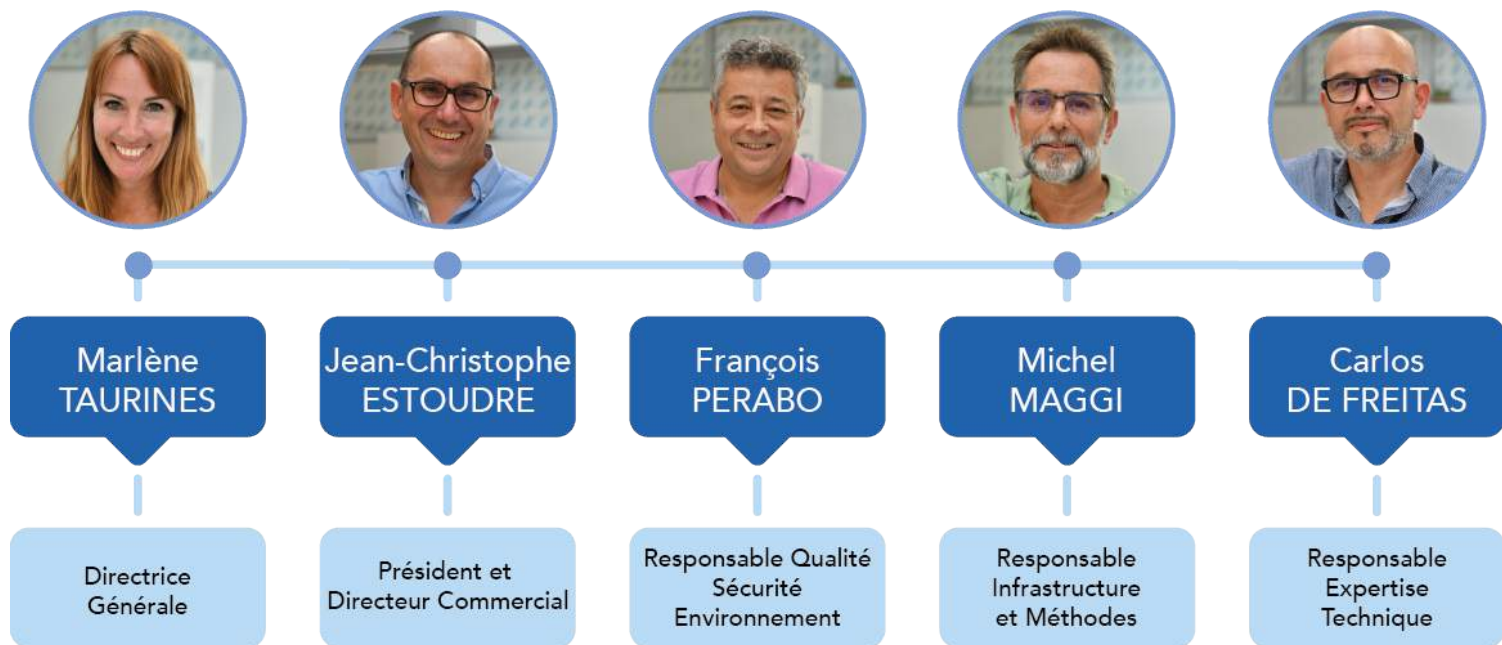 Marlène
TAURINES
Jean-Christophe
ESTOUDRE
François
PERABO
Michel
MAGGI
Carlos
DE FREITAS
Directrice
Générale
Président et
Directeur Commercial
Responsable Qualité
Sécurité
Environnement
Responsable
Infrastructure
et Méthodes
Responsable
Expertise
Technique